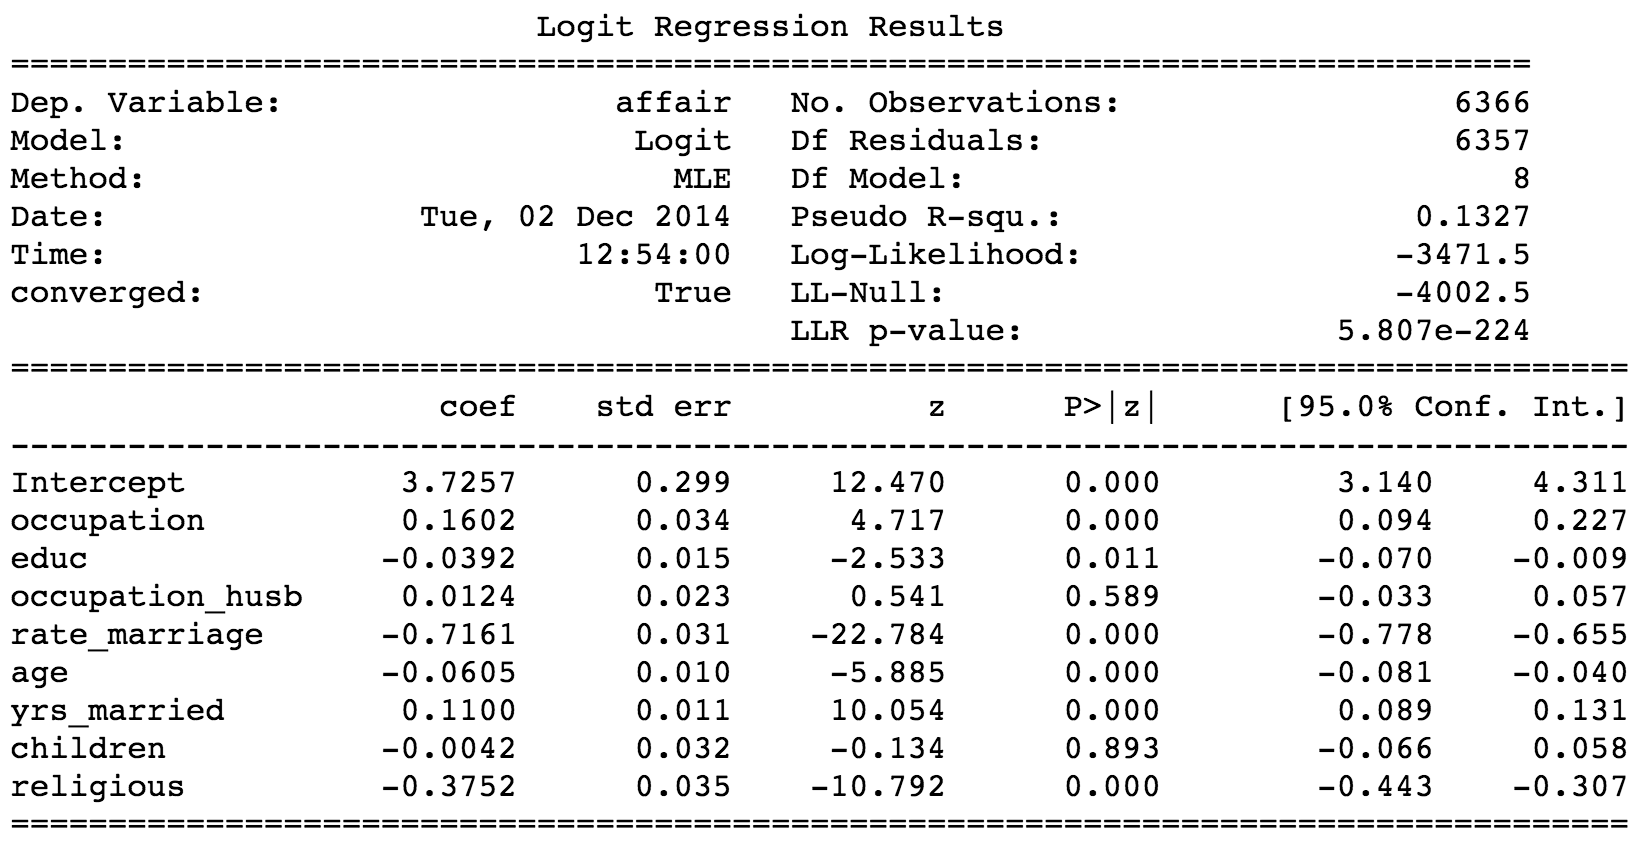 Logit Regression Results
==============================================================================
Dep. Variable: affair No. Observations: 6366
Model: Logit Df Residuals: 6357
Method: MLE Df Model: 8
Date: Tue, 02 Dec 2014 Pseudo R-squ.: 0.1327
Time: 12:54:00 Log-Likelihood: -3471.5
converged: True LL-Null: -4002.5
LLR p-value: 5.807e-224
===================================================================================
coef std err z P>|z| [95.0% Conf. Int.]
-----------------------------------------------------------------------------------
Intercept 3.7257 0.299 12.470 0.000 3.140 4.311
occupation 0.1602 0.034 4.717 0.000 0.094 0.227
educ -0.0392 0.015 -2.533 0.011 -0.070 -0.009
occupation_husb 0.0124 0.023 0.541 0.589 -0.033 0.057
rate_marriage -0.7161 0.031 -22.784 0.000 -0.778 -0.655
age -0.0605 0.010 -5.885 0.000 -0.081 -0.040
yrs_married 0.1100 0.011 10.054 0.000 0.089 0.131
children -0.0042 0.032 -0.134 0.893 -0.066 0.058
religious -0.3752 0.035 -10.792 0.000 -0.443 -0.307
===================================================================================